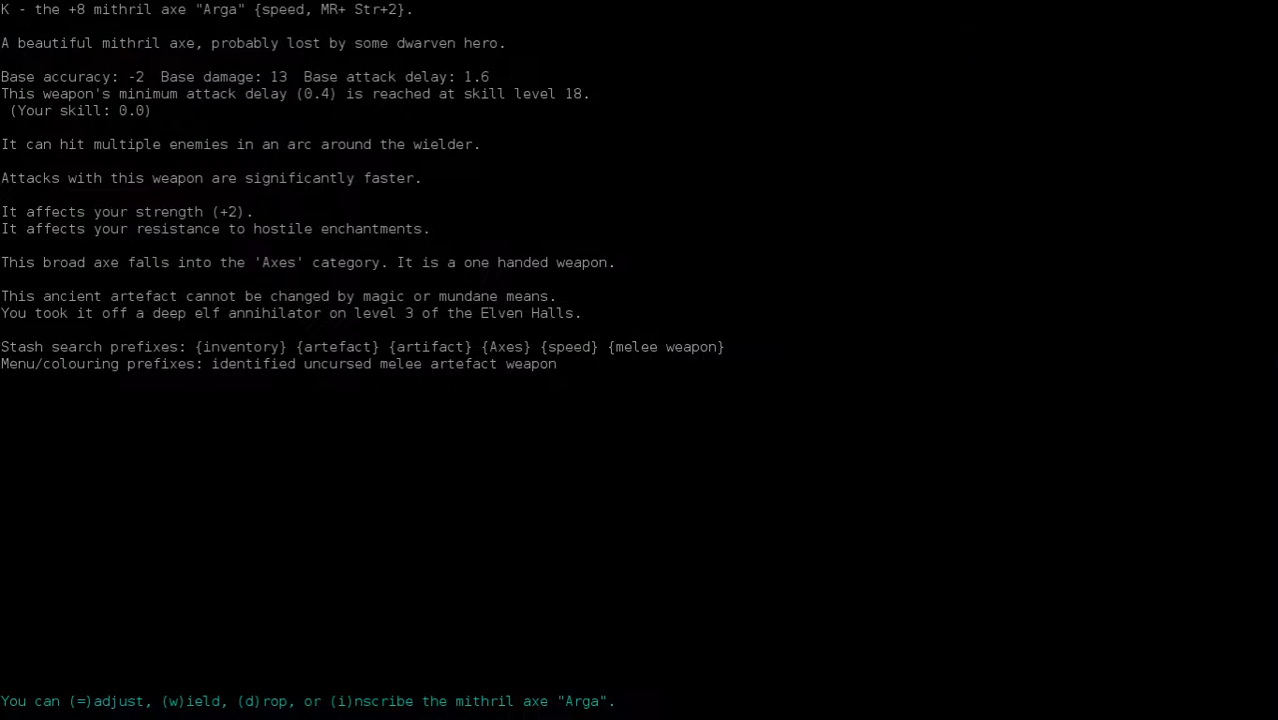 K - the +8 mithril axe "Arga" {speed, MR+ Str+2}.
A beautiful mithril axe, probably lost by some dwarven hero.
Base accuracy: -2  Base damage: 13  Base attack delay: 1.6
This weapon's minimum attack delay (0.4) is reached at skill level 18.
(Your skill: 0.0)
It can hit multiple enemies in an arc around the wielder.
Attacks with this weapon are significantly faster.
It affects your strength (+2).
It affects your resistance to hostile enchantments.
This broad axe falls into the 'Axes' category. It is a one handed weapon.
This ancient artefact cannot be changed by magic or mundane means.
You took it off a deep elf annihilator on level 3 of the Elven Halls.
Stash search prefixes: {inventory} {artefact} {artifact} {Axes} {speed} {melee weapon}
Menu/colouring prefixes: identified uncursed melee artefact weapon
You can (=)adjust, (w)ield, (d)rop, or (i)nscribe the mithril axe "Arga".